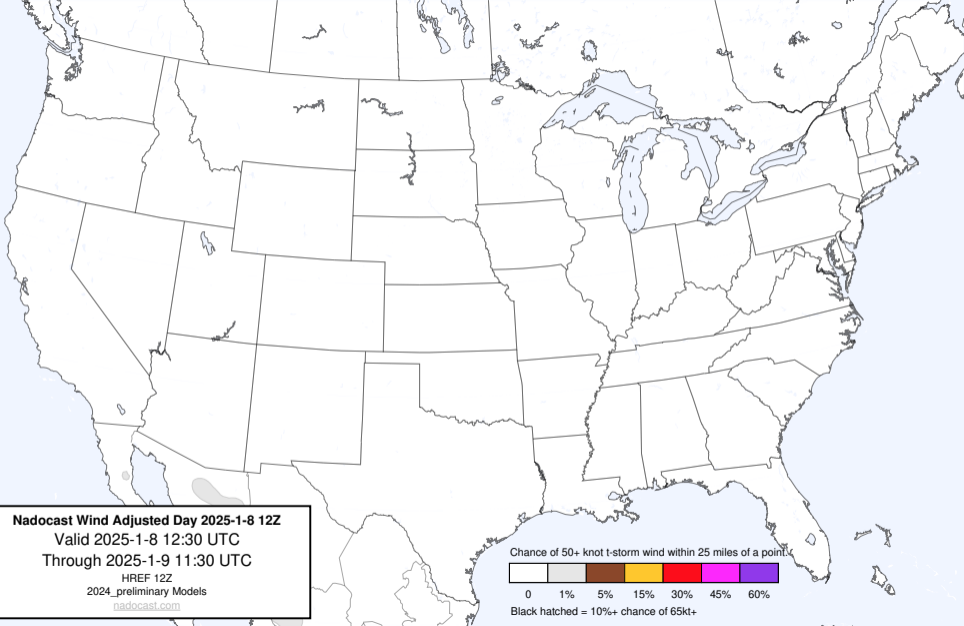 Nadocast Wind Adjusted Day 2025-1-8 12Z
Valid 2025-1-8 12:30 UTC
Through 2025-1-9 11:30 UTC
HREF 12Z
2024_preliminary Models
nadocast.com
Chance of 50+ knot t-storm wind within 25 miles of a point.
0 1% 5% 15% 30% 45% 60%
Black hatched = 10%+ chance of 65kt+